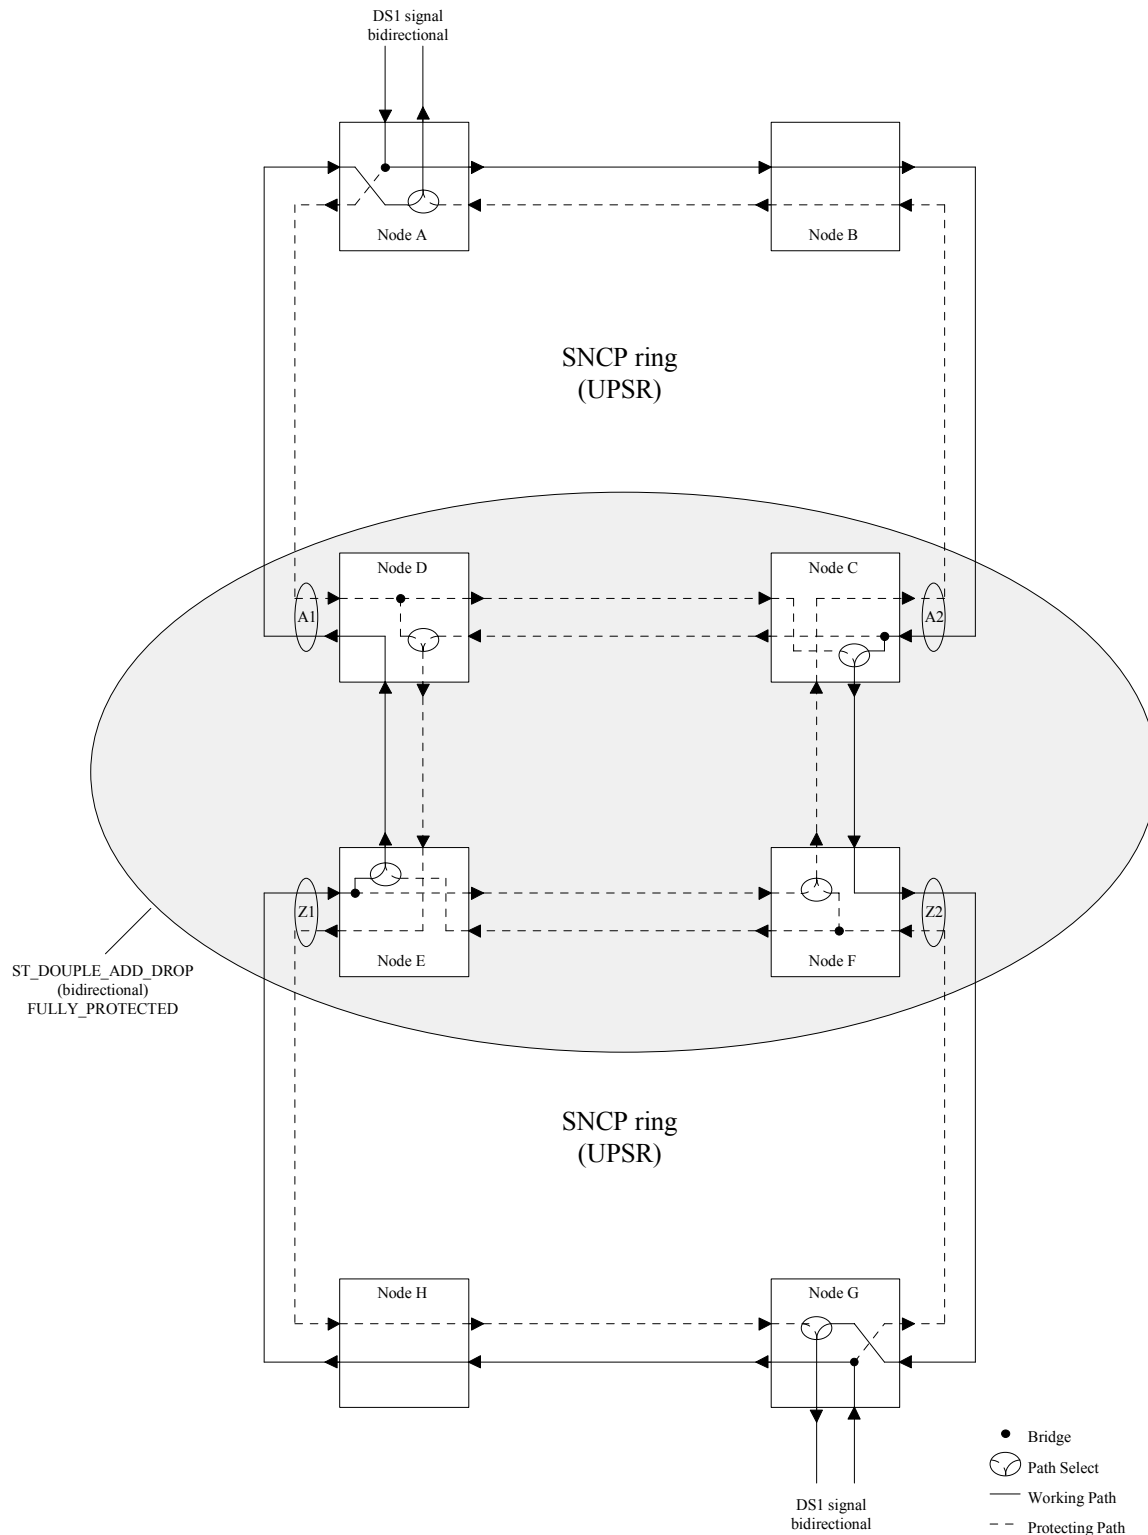 DS1 signal
bidirectional
Node A
Node B
SNCP ring
(UPSR)
Node D
Node C
A1
A2
Z1
Z2
Node E
Node F
ST_DOUPLE_ADD_DROP
(bidirectional)
FULLY_PROTECTED
SNCP ring
(UPSR)
Node H
Node G
Bridge
Path Select
Working Path
Protecting Path
DS1 signal
bidirectional